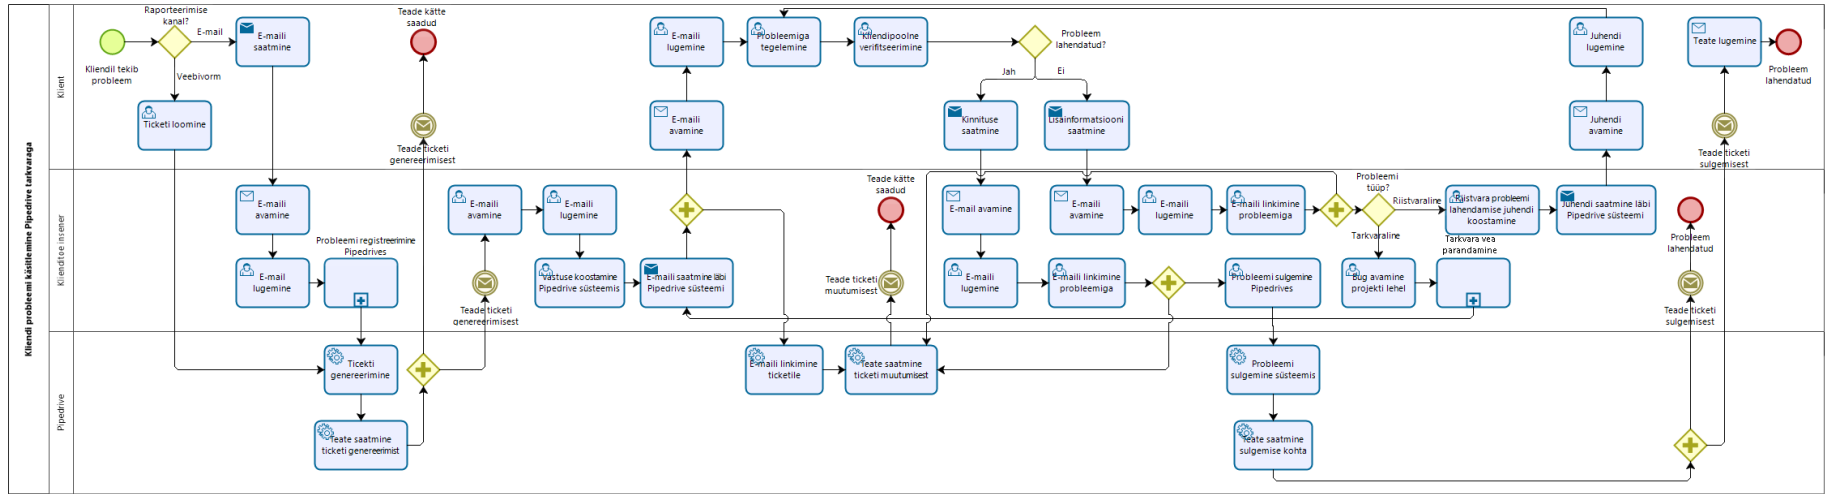 Kliendi probleemi käsitlemine Pipedrive tarkvaraga
Klient
Raporteerimise
kanal?
E-mail
Veebivorm
Kliendil tekib
probleem
E-maili
saatmine
Ticketi loomine
Teade kätte
saadud
Teade ticketi
genereerimisest
E-maili
lugemine
Probleemiga
tegelemine
Kliendipoolne
verifitseerimine
Probleem
lahendatud?
Jah
Ei
E-maili
avamine
Kinnituse
saatmine
Lisainformatsiooni
saatmine
Juhendi
lugemine
Juhendi
avamine
Teate lugemine
Probleem
lahendatud
Teade ticketi
sulgemisest
Klienditoe insener
E-maili
avamine
E-mail
lugemine
Probleemi registreerimine
Pipedrives
E-maili
avamine
E-maili
lugemine
Teade ticketi
genereerimisest
Vastuse koostamine
Pipedrive süsteemis
E-maili saatmine läbi
Pipedrive süsteemi
Teade kätte
saadud
Teade ticketi
muutumisest
E-mail avamine
E-maili
lugemine
E-maili
avamine
E-maili
lugemine
E-maili linkimine
probleemiga
E-maili linkimine
probleemiga
Probleemi sulgemine
Pipedrives
Probleemi
tüüp?
Riistvaraline
Tarkvaraline
Riistvara probleemi
lahendamise juhendi
koostamine
Juhendi saatmine läbi
Pipedrive süsteemi
Bug avamine
projekti lehel
Tarkvara vea
parandamine
Probleem
lahendatud
Teade ticketi
sulgemisest
Pipedrive
Ticekti
genereerimine
Teate saatmine
ticketi genereerimist
E-maili linkimine
ticketile
Teate saatmine
ticketi muutumisest
Probleemi
sulgemine süsteemis
Teate saatmine
sulgemise kohta